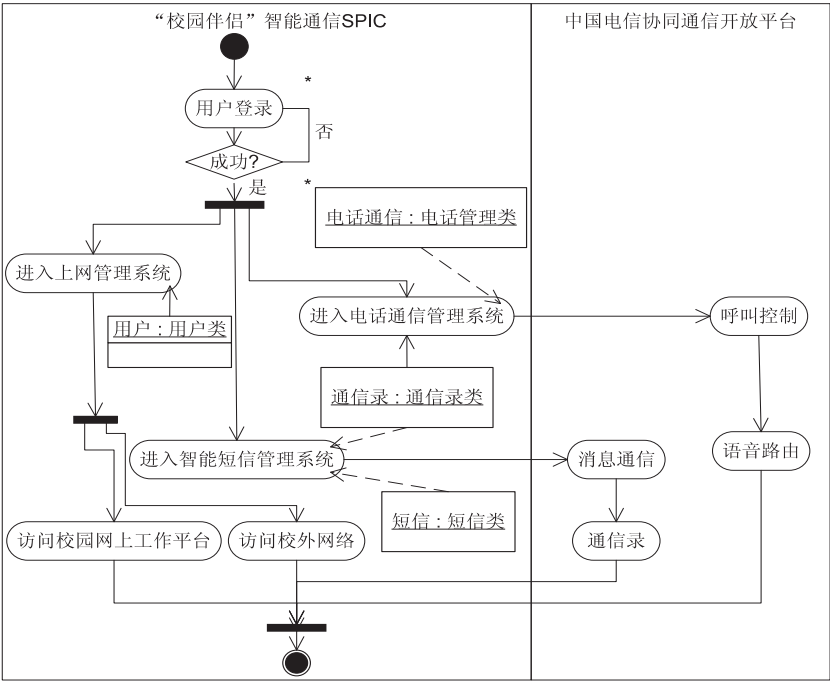 “校园伴侣”智能通信SPIC
中国电信协同通信开放平台
*
用户登录
否
成功?
是
*
电话通信:电话管理类
进入上网管理系统
进入电话通信管理系统
呼叫控制
用户:用户类
通信录:通信录类
进入智能短信管理系统
消息通信
语音路由
短信:短信类
访问校园网上工作平台
访问校外网络
通信录